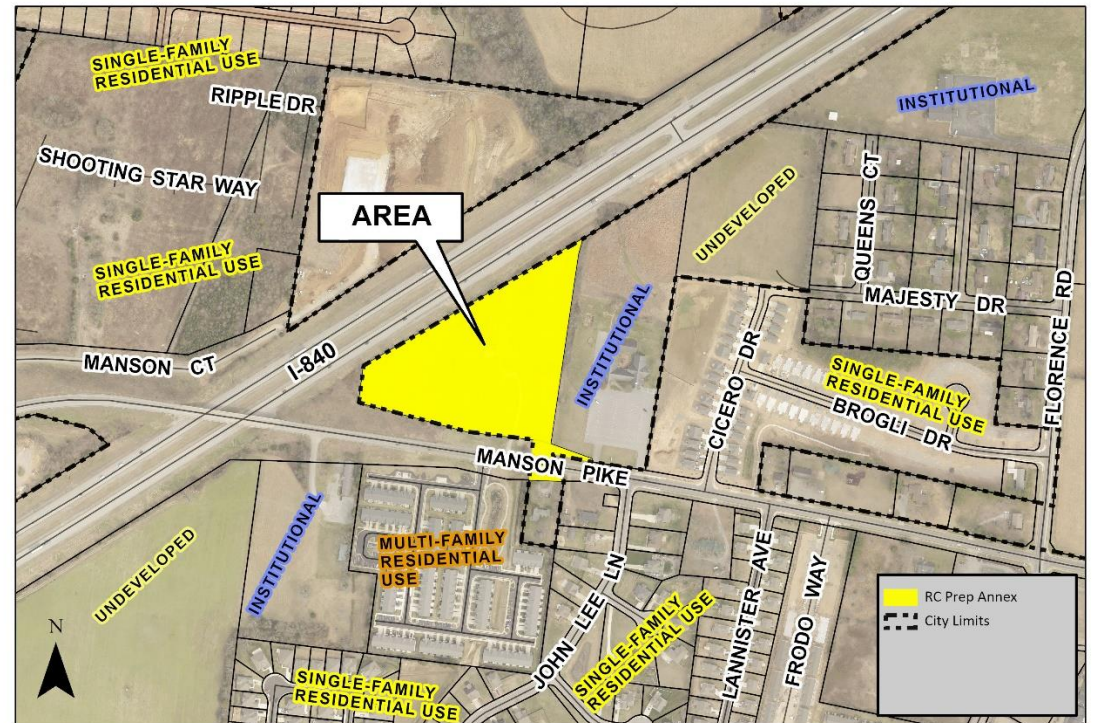 SINGLE-FAMILY
RESIDENTIAL USE
RIPPLE DR
INSTITUTIONAL
SHOOTING STAR WAY
AREA
UNDEVELOPED
QUEENS CT
SINGLE-FAMILY
RESIDENTIAL USE
MAJESTY DR
FLORENCE RD
MANSON CT
I-840
INSTITUTIONAL
CICERO DR
SINGLE-FAMILY
RESIDENTIAL USE
BROGLI DR
MANSON PIKE
UNDEVELOPED
INSTITUTIONAL
MULTI-FAMILY
RESIDENTIAL
USE
JOHN LEE LN
LANNISTER AVE
FRODO WAY
SINGLE-FAMILY
RESIDENTIAL USE
SINGLE-FAMILY
RESIDENTIAL USE
N
RC Prep Annex
City Limits